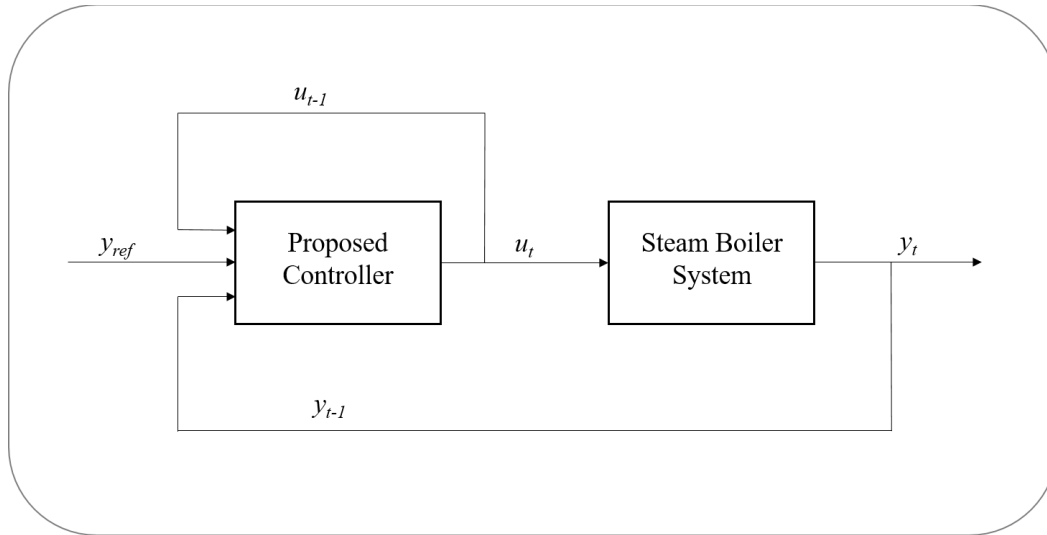 u_{t-1}
y_{ref}
Proposed
Controller
u_t
Steam Boiler
System
y_t
y_{t-1}